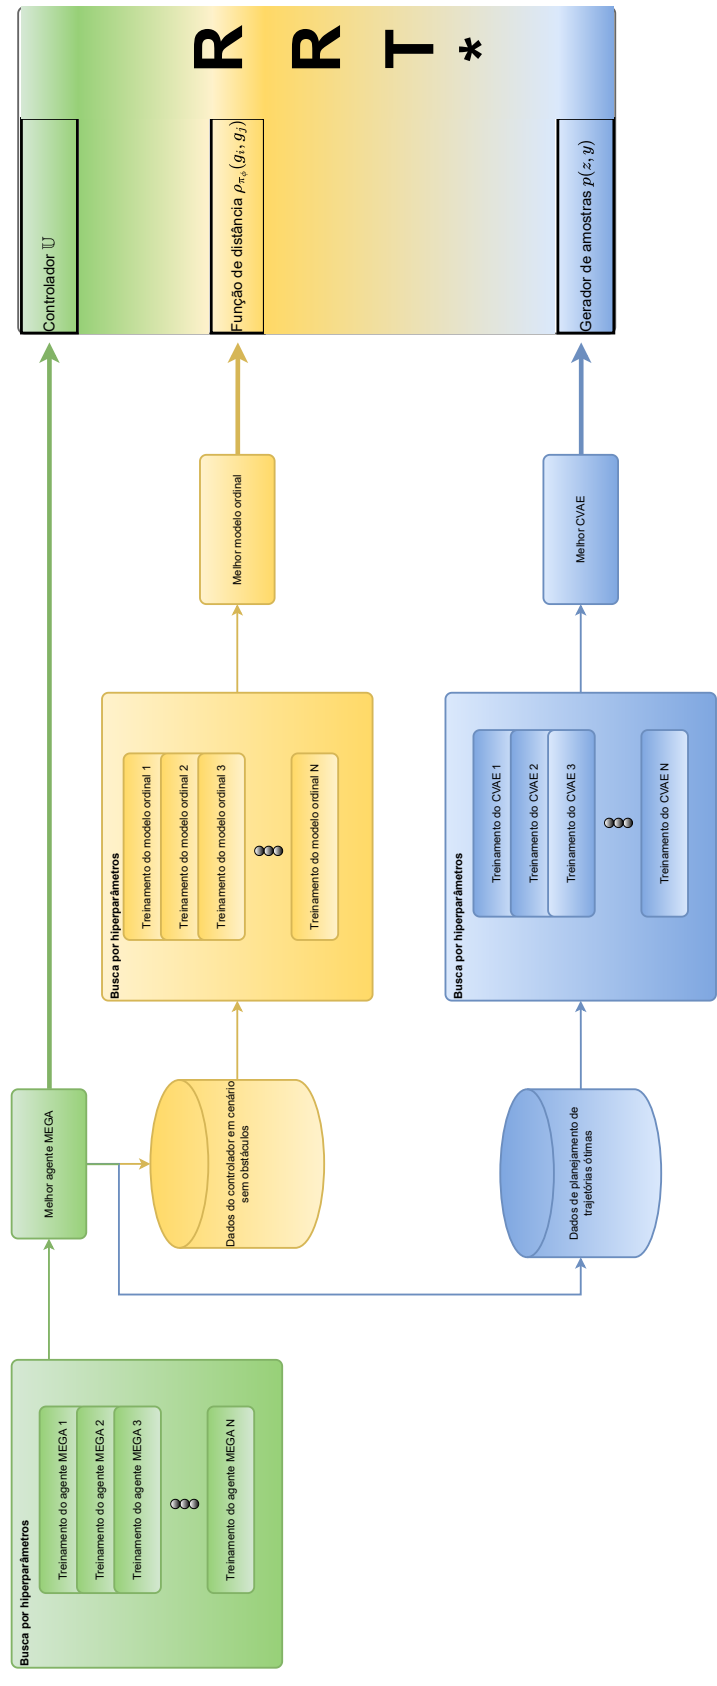 Busca por hiperparâmetros
Treinamento do agente MEGA 1
Treinamento do agente MEGA 2
Treinamento do agente MEGA 3
Treinamento do agente MEGA N
Melhor agente MEGA
Dados do controlador em cenário
sem obstáculos
Busca por hiperparâmetros
Treinamento do modelo ordinal 1
Treinamento do modelo ordinal 2
Treinamento do modelo ordinal 3
Treinamento do modelo ordinal N
Melhor modelo ordinal
Dados de planejamento de
trajetórias ótimas
Busca por hiperparâmetros
Treinamento do CVAE 1
Treinamento do CVAE 2
Treinamento do CVAE 3
Treinamento do CVAE N
Melhor CVAE
Controlador 𝕌
Função de distância $\rho_{\pi_\phi}(g_i, g_j)$
Gerador de amostras $p(z, y)$
R
R
T
*